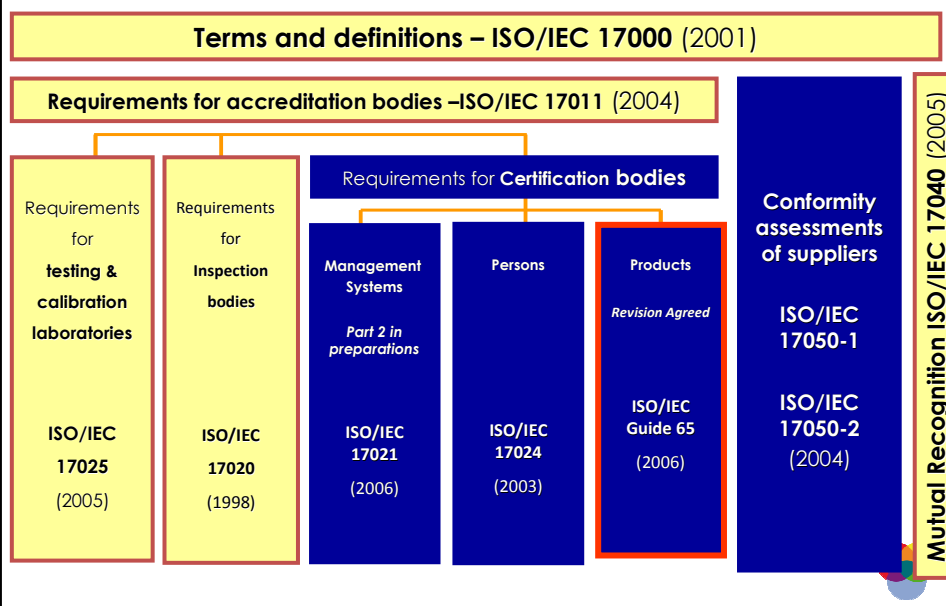 Terms and definitions – ISO/IEC 17000 (2001)
Requirements for accreditation bodies –ISO/IEC 17011 (2004)
Requirements
for
testing &
calibration
laboratories
ISO/IEC
17025
(2005)
Requirements
for
Inspection
bodies
ISO/IEC
17020
(1998)
Requirements for Certification bodies
Management
Systems
Part 2 in
preparations
ISO/IEC
17021
(2006)
Persons
ISO/IEC
17024
(2003)
Products
Revision Agreed
ISO/IEC
Guide 65
(2006)
Conformity
assessments
of suppliers
ISO/IEC
17050-1
ISO/IEC
17050-2
(2004)
Mutual Recognition ISO/IEC 17040 (2005)